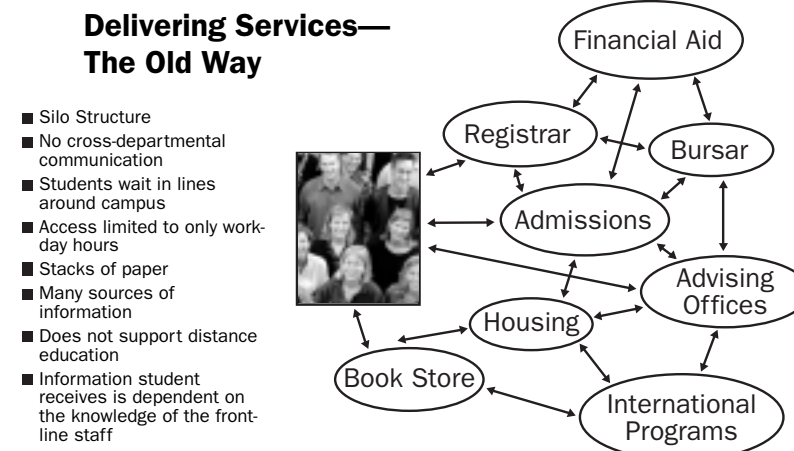 Delivering Services—
The Old Way
■ Silo Structure
■ No cross-departmental
communication
■ Students wait in lines
around campus
■ Access limited to only work-
day hours
■ Stacks of paper
■ Many sources of
information
■ Does not support distance
education
■ Information student
receives is dependent on
the knowledge of the front-
line staff
Financial Aid
Registrar
Bursar
Admissions
Advising
Offices
Housing
Book Store
International
Programs